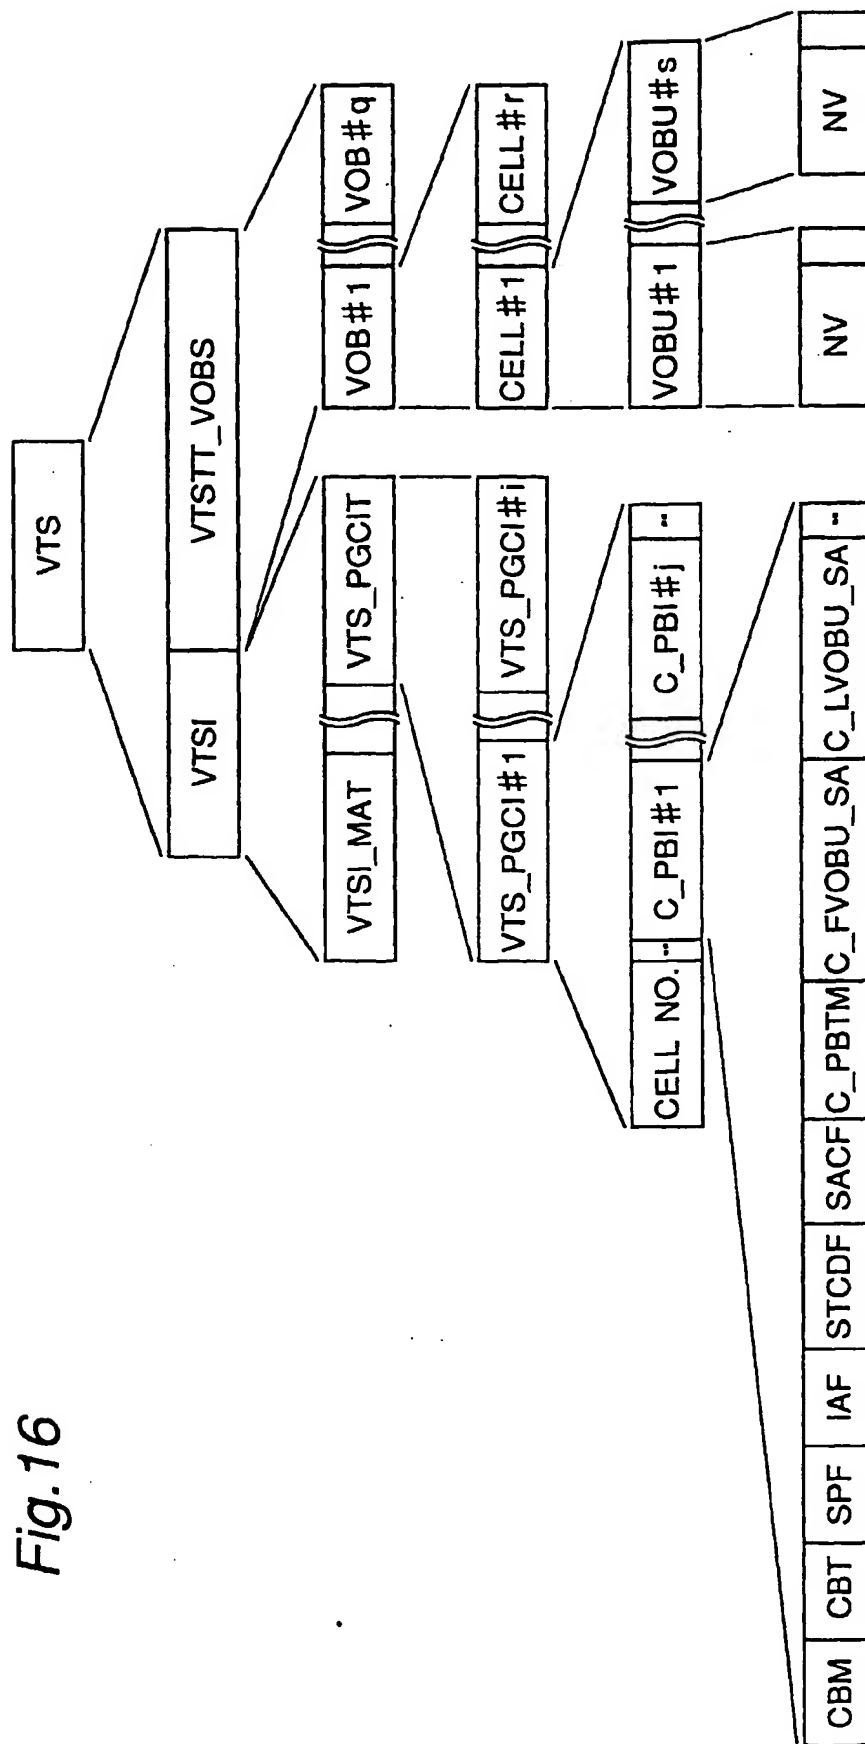 Fig.16
VTS
VTSI VTSTT_VOBS
VTSI_MAT VTS_PGCIT VOB#1 VOB#q
VTS_PGCI#1 VTS_PGCI#i CELL#1 CELL#r
CELL NO. -- C_PBI#1 C_PBI#j -- VOBU#1 VOBU#s
CBM CBT SPF IAF STCDF SACF C_PBTM C_FVOBU_SA C_LVOBU_SA -- NV NV